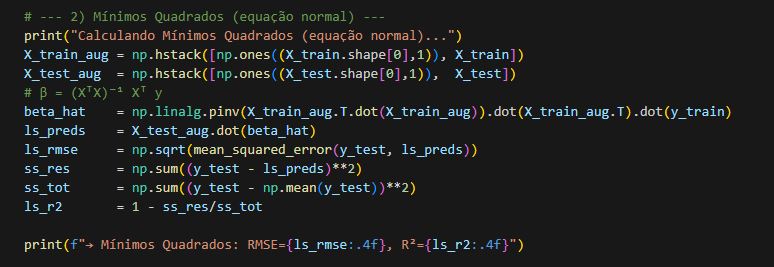 # --- 2) Mínimos Quadrados (equação normal) ---
print("Calculando Mínimos Quadrados (equação normal)...")
X_train_aug = np.hstack([np.ones((X_train.shape[0],1)), X_train])
X_test_aug  = np.hstack([np.ones((X_test.shape[0],1)),  X_test])
# β = (XᵀX)⁻¹ Xᵀ y
beta_hat    = np.linalg.pinv(X_train_aug.T.dot(X_train_aug)).dot(X_train_aug.T).dot(y_train)
ls_preds    = X_test_aug.dot(beta_hat)
ls_rmse     = np.sqrt(mean_squared_error(y_test, ls_preds))
ss_res      = np.sum((y_test - ls_preds)**2)
ss_tot      = np.sum((y_test - np.mean(y_test))**2)
ls_r2       = 1 - ss_res/ss_tot
print(f"→ Mínimos Quadrados: RMSE={ls_rmse:.4f}, R²={ls_r2:.4f}")